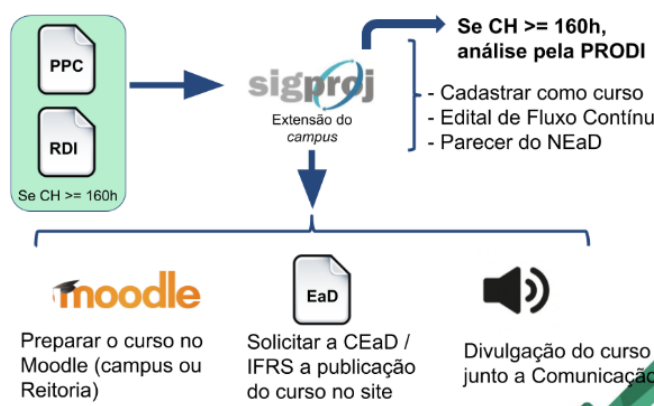 PPC
RDI
Se CH >= 160h
sigproj
Extensão do
campus
Se CH >= 160h,
análise pela PRODI
- Cadastrar como curso
- Edital de Fluxo Contínu
- Parecer do NEaD
moodle
Preparar o curso no
Moodle (campus ou
Reitoria)
EaD
Solicitar a CEaD /
IFRS a publicação
do curso no site
Divulgação do curso
junto a Comunicação